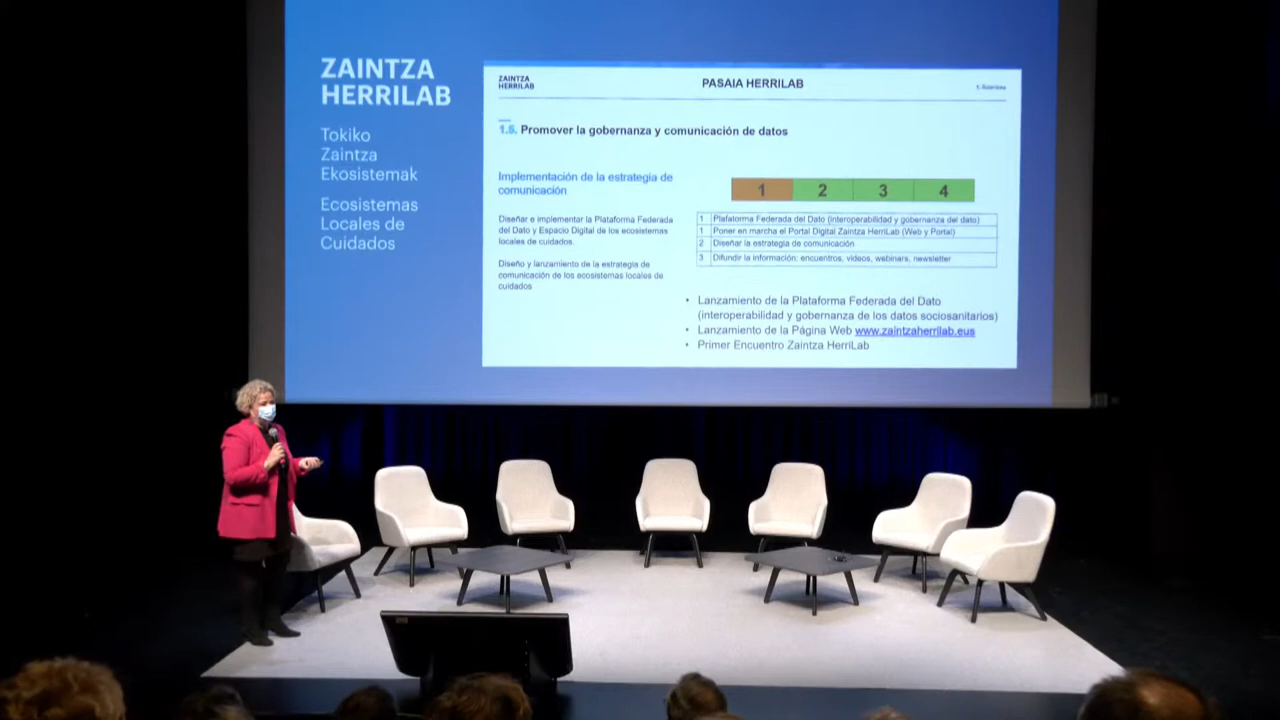 ZAINTZA
HERRILAB
Tokiko
Zaintza
Ekosistemak
Ecosistemas
Locales de
Cuidados
ZAINTZA
HERRILAB
PASAIA HERRILAB
1.5. Promover la gobernanza y comunicación de datos
Implementación de la estrategia de
comunicación
Diseñar e implementar la Plataforma Federada
del Dato y Espacio Digital de los ecosistemas
locales de cuidados.
Diseño y lanzamiento de la estrategia de
comunicación de los ecosistemas locales de
cuidados
1 2 3 4
1 Plafaforma Federada del Dato (interoperabilidad y gobernanza del dato)
1 Poner en marcha el Portal Digital Zaintza HerriLab (Web y Portal)
2 Diseñar la estrategia de comunicación
3 Difundir la información: encuentros, videos, webinars, newsletter
• Lanzamiento de la Plataforma Federada del Dato
(interoperabilidad y gobernanza de los datos sociosanitarios)
• Lanzamiento de la Página Web www.zaintzaherrilab.eus
• Primer Encuentro Zaintza HerriLab